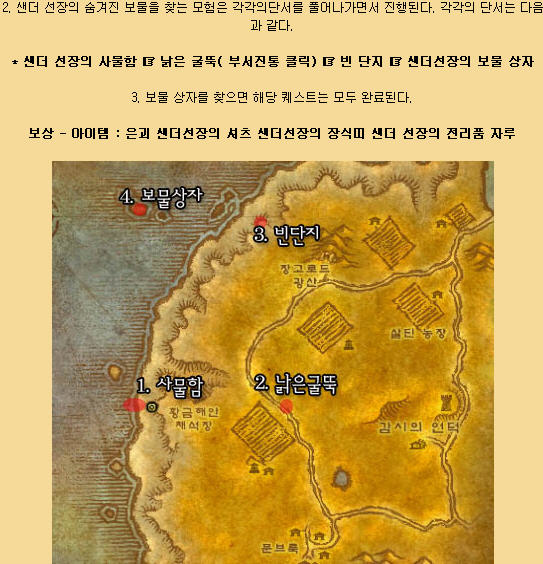 2. 샌더 선장의 숨겨진 보물을 찾는 모험은 각각의단서를 풀어나가면서 진행된다. 각각의 단서는 다음
과 같다.
* 샌더 선장의 사물함 ☞ 낡은 굴뚝( 부서진통 클릭) ☞ 빈 단지 ☞ 샌더선장의 보물 상자
3. 보물 상자를 찾으면 해당 퀘스트는 모두 완료된다.
보상 - 아이템 : 은괴 샌더선장의 셔츠 샌더선장의 장식띠 샌더 선장의 전리품 자루
4. 보물상자
3. 빈단지
장고로드
광산
살딘 농장
1. 사물함
2. 낡은굴뚝
황금해안
채석장
감시의 언덕
문브룩